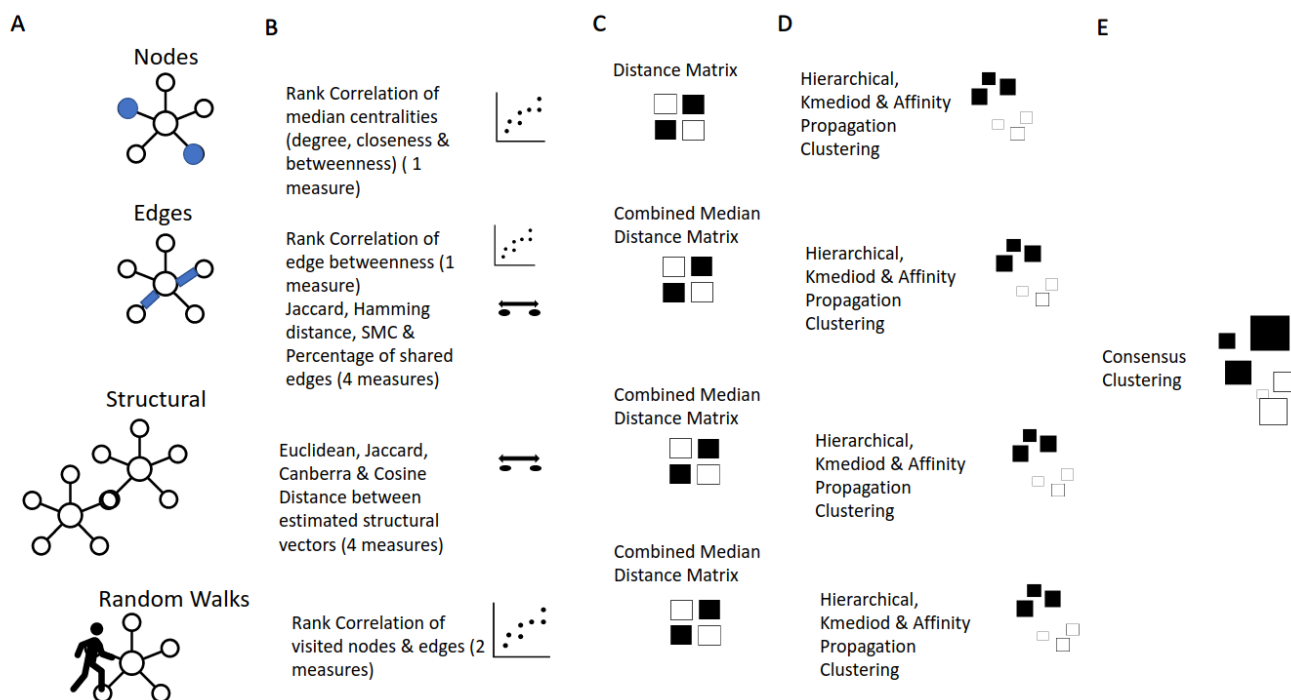 A
B
C
D
E
Nodes
Rank Correlation of
median centralities
(degree, closeness &
betweenness) ( 1
measure)
Distance Matrix
Hierarchical,
Kmediod & Affinity
Propagation
Clustering
Edges
Rank Correlation of
edge betweenness (1
measure)
Jaccard, Hamming
distance, SMC &
Percentage of shared
edges (4 measures)
Combined Median
Distance Matrix
Hierarchical,
Kmediod & Affinity
Propagation
Clustering
Structural
Euclidean, Jaccard,
Canberra & Cosine
Distance between
estimated structural
vectors (4 measures)
Combined Median
Distance Matrix
Hierarchical,
Kmediod & Affinity
Propagation
Clustering
Random Walks
Rank Correlation of
visited nodes & edges (2
measures)
Combined Median
Distance Matrix
Hierarchical,
Kmediod & Affinity
Propagation
Clustering
Consensus
Clustering